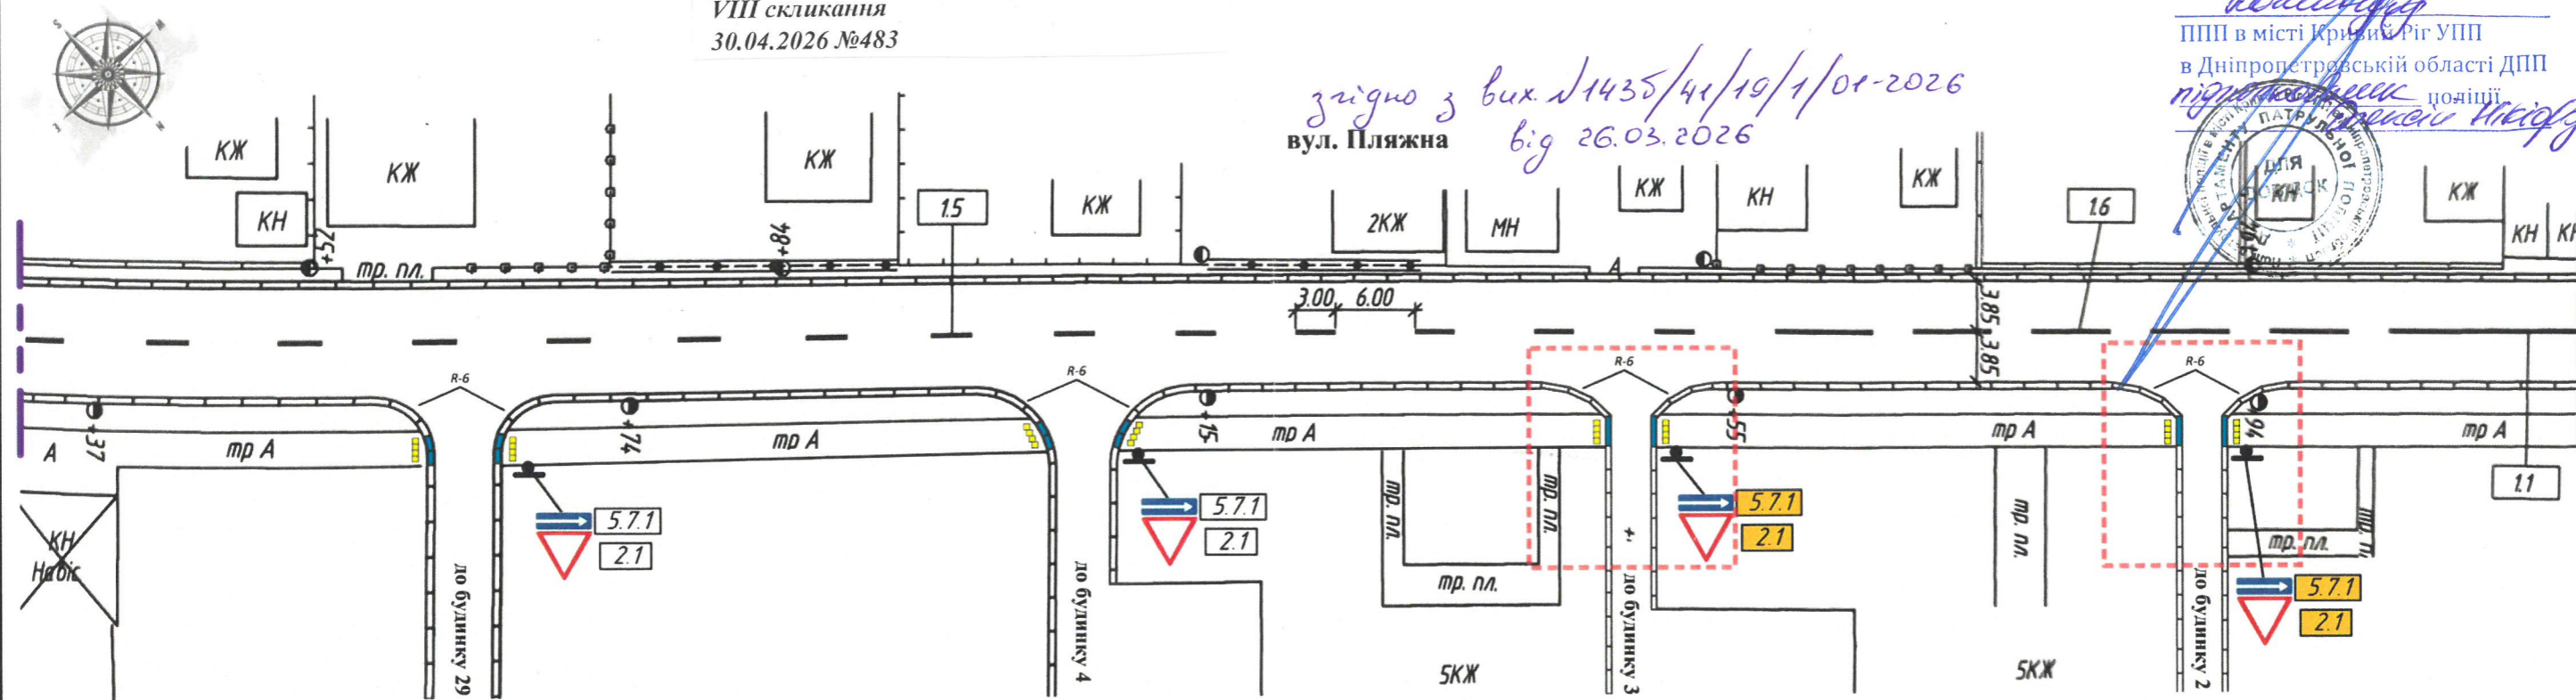 VIII скликання
30.04.2026 №483
ППП в місті Кривий Ріг УПП
в Дніпропетровській області ДПП
поліції
згідно з вих. №1435/41/19/1/01-2026
від 26.03.2026
вул. Пляжна
КЖ
КН
КЖ
КЖ
1.5
КЖ
2КЖ
МН
КЖ
КН
КЖ
1.6
КН
КЖ
КН
ПАТРУЛЬНОЇ
ДЛЯ
+52
тр. пл.
+84
А
3.00 6.00
3.85 3.85
R-6
R-6
R-6
R-6
+37
+74
+15
+55
+94
А
тр А
тр А
тр А
тр А
тр А
1.1
КН
Навіс
5.7.1
2.1
5.7.1
2.1
5.7.1
2.1
5.7.1
2.1
тр. пл.
тр. пл.
тр. пл.
тр. пл.
тр. пл.
до будинку 29
до будинку 4
до будинку 3
до будинку 2
5КЖ
5КЖ